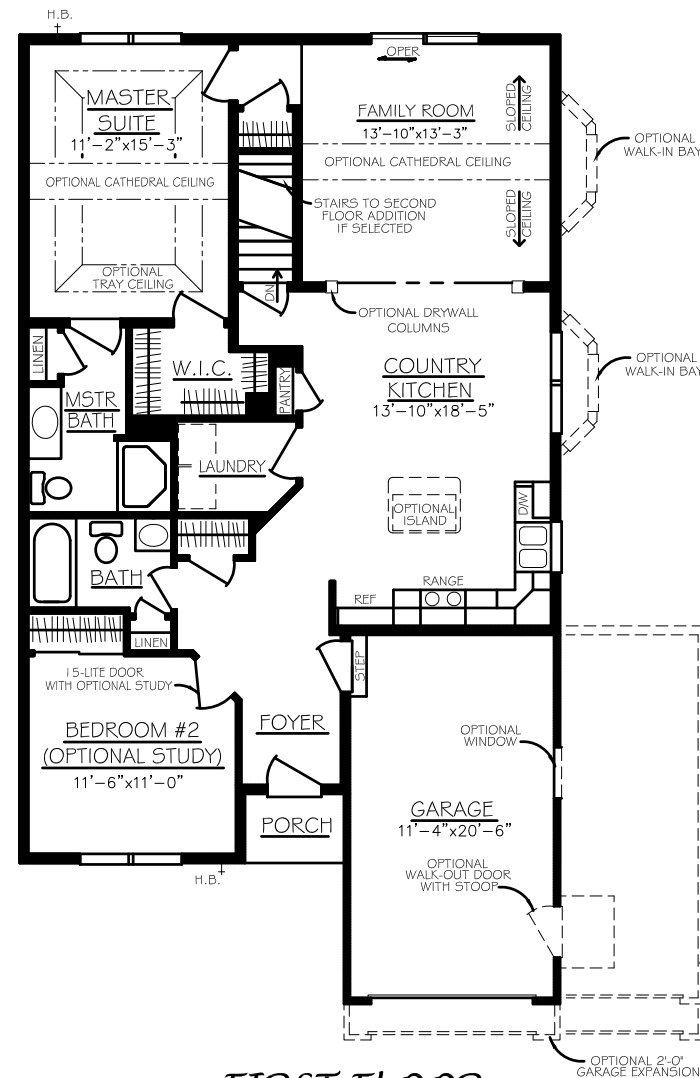 H.B.
OPER
MASTER
SUITE
11'-2"x15'-3"
FAMILY ROOM
13'-10"x13'-3"
SLOPED
CEILING
OPTIONAL
WALK-IN BAY
OPTIONAL CATHEDRAL CEILING
OPTIONAL CATHEDRAL CEILING
STAIRS TO SECOND
FLOOR ADDITION
IF SELECTED
SLOPED
CEILING
OPTIONAL
TRAY CEILING
DN
OPTIONAL DRYWALL
COLUMNS
LINEN
W.I.C.
PANTRY
COUNTRY
KITCHEN
13'-10"x18'-5"
OPTIONAL
WALK-IN BAY
MSTR
BATH
LAUNDRY
OPTIONAL
ISLAND
D/W
BATH
RANGE
REF
LINEN
15-LITE DOOR
WITH OPTIONAL STUDY
STEP
BEDROOM #2
(OPTIONAL STUDY)
11'-6"x11'-0"
FOYER
OPTIONAL
WINDOW
PORCH
GARAGE
11'-4"x20'-6"
OPTIONAL
WALK-OUT DOOR
WITH STOOP
H.B.
OPTIONAL 2'-0"
GARAGE EXPANSION
FIRST FLOOR